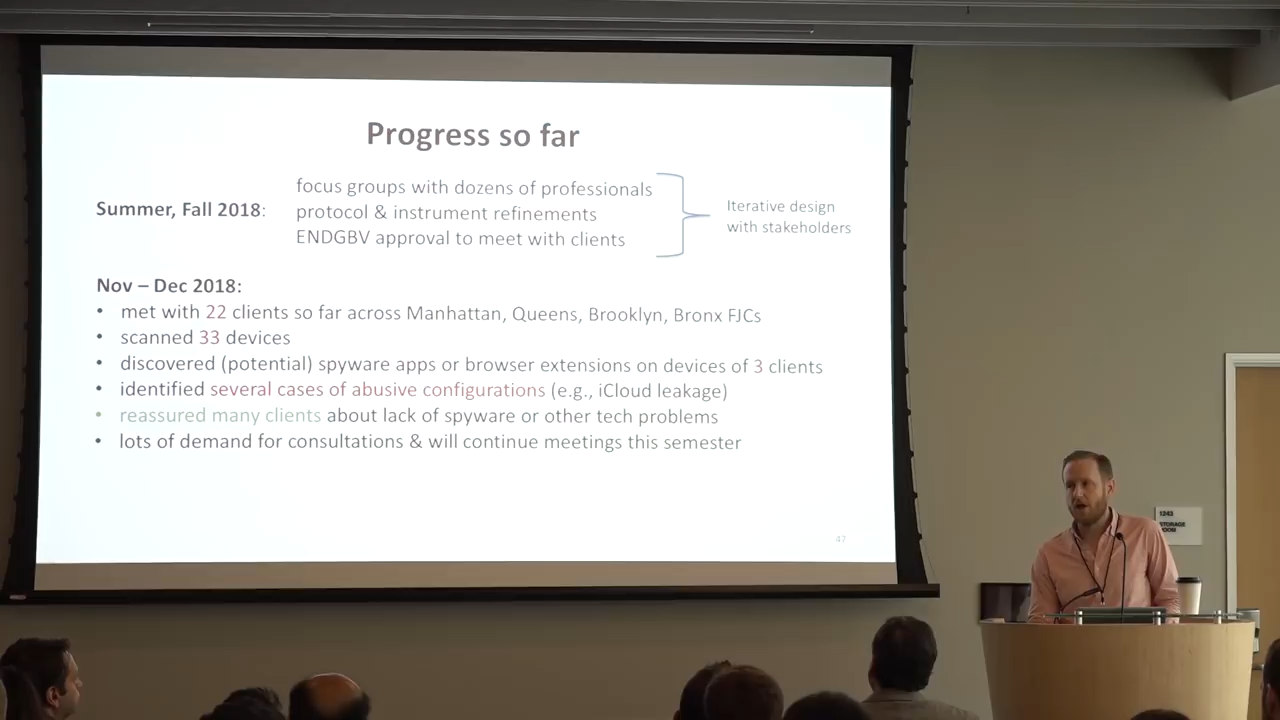 Progress so far
Summer, Fall 2018:
focus groups with dozens of professionals
protocol & instrument refinements
ENDGBV approval to meet with clients
Iterative design
with stakeholders
Nov – Dec 2018:
• met with 22 clients so far across Manhattan, Queens, Brooklyn, Bronx FJCs
• scanned 33 devices
• discovered (potential) spyware apps or browser extensions on devices of 3 clients
• identified several cases of abusive configurations (e.g., iCloud leakage)
• reassured many clients about lack of spyware or other tech problems
• lots of demand for consultations & will continue meetings this semester
47
1243
STORAGE
ROOM